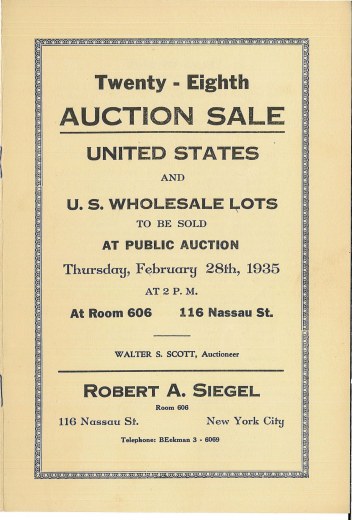 Twenty - Eighth
AUCTION SALE
UNITED STATES
AND
U. S. WHOLESALE LOTS
TO BE SOLD
AT PUBLIC AUCTION
Thursday, February 28th, 1935
AT 2 P. M.
At Room 606 116 Nassau St.
WALTER S. SCOTT, Auctioneer
ROBERT A. SIEGEL
Room 606
116 Nassau St. New York City
Telephone: BEekman 3 - 6069